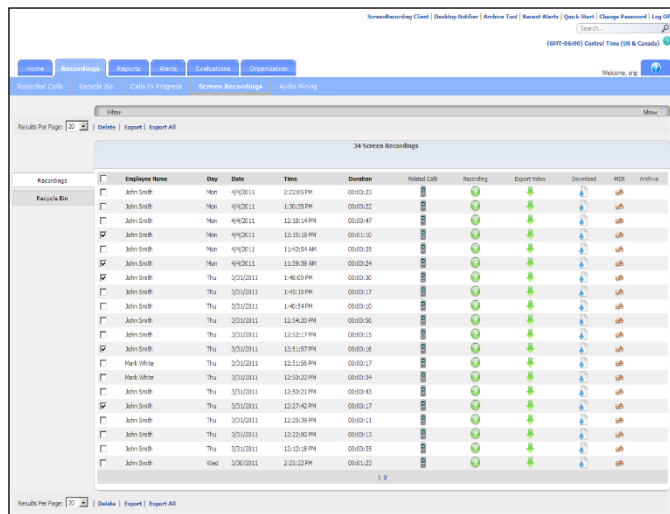 ScreenRecording Client | Desktop Notifier | Archive Tool | Recent Alerts | Quick Start | Change Password | Log Off
Search...
(GMT-06:00) Central Time (US & Canada)
Home Recordings Reports Alerts Evaluations Organization
Welcome, srip
Recorded Calls Recycle Bin Calls In Progress Screen Recordings Audio Mining
Filter Show
Results Per Page: 20 | Delete | Export | Export All
34 Screen Recordings
Recordings
Recycle Bin
Employee Name Day Date Time Duration Related Calls Recording Export Video Download MD5 Archive
John Smith Mon 4/4/2011 2:22:05 PM 00:00:23
John Smith Mon 4/4/2011 1:30:35 PM 00:00:22
John Smith Mon 4/4/2011 12:18:14 PM 00:00:47
John Smith Mon 4/4/2011 12:15:18 PM 00:01:10
John Smith Mon 4/4/2011 11:42:54 AM 00:00:38
John Smith Mon 4/4/2011 11:39:39 AM 00:00:24
John Smith Thu 3/31/2011 1:48:00 PM 00:00:30
John Smith Thu 3/31/2011 1:45:10 PM 00:00:17
John Smith Thu 3/31/2011 1:40:54 PM 00:00:10
John Smith Thu 3/31/2011 12:54:20 PM 00:00:56
John Smith Thu 3/31/2011 12:52:17 PM 00:00:15
John Smith Thu 3/31/2011 12:51:57 PM 00:00:16
Mark White Thu 3/31/2011 12:51:56 PM 00:00:17
Mark White Thu 3/31/2011 12:50:22 PM 00:00:34
John Smith Thu 3/31/2011 12:50:21 PM 00:00:43
John Smith Thu 3/31/2011 12:27:42 PM 00:00:17
John Smith Thu 3/31/2011 12:25:39 PM 00:00:11
John Smith Thu 3/31/2011 12:22:00 PM 00:00:13
John Smith Thu 3/31/2011 12:12:18 PM 00:00:35
John Smith Wed 3/30/2011 2:25:22 PM 00:01:23
1 2
Results Per Page: 20 | Delete | Export | Export All